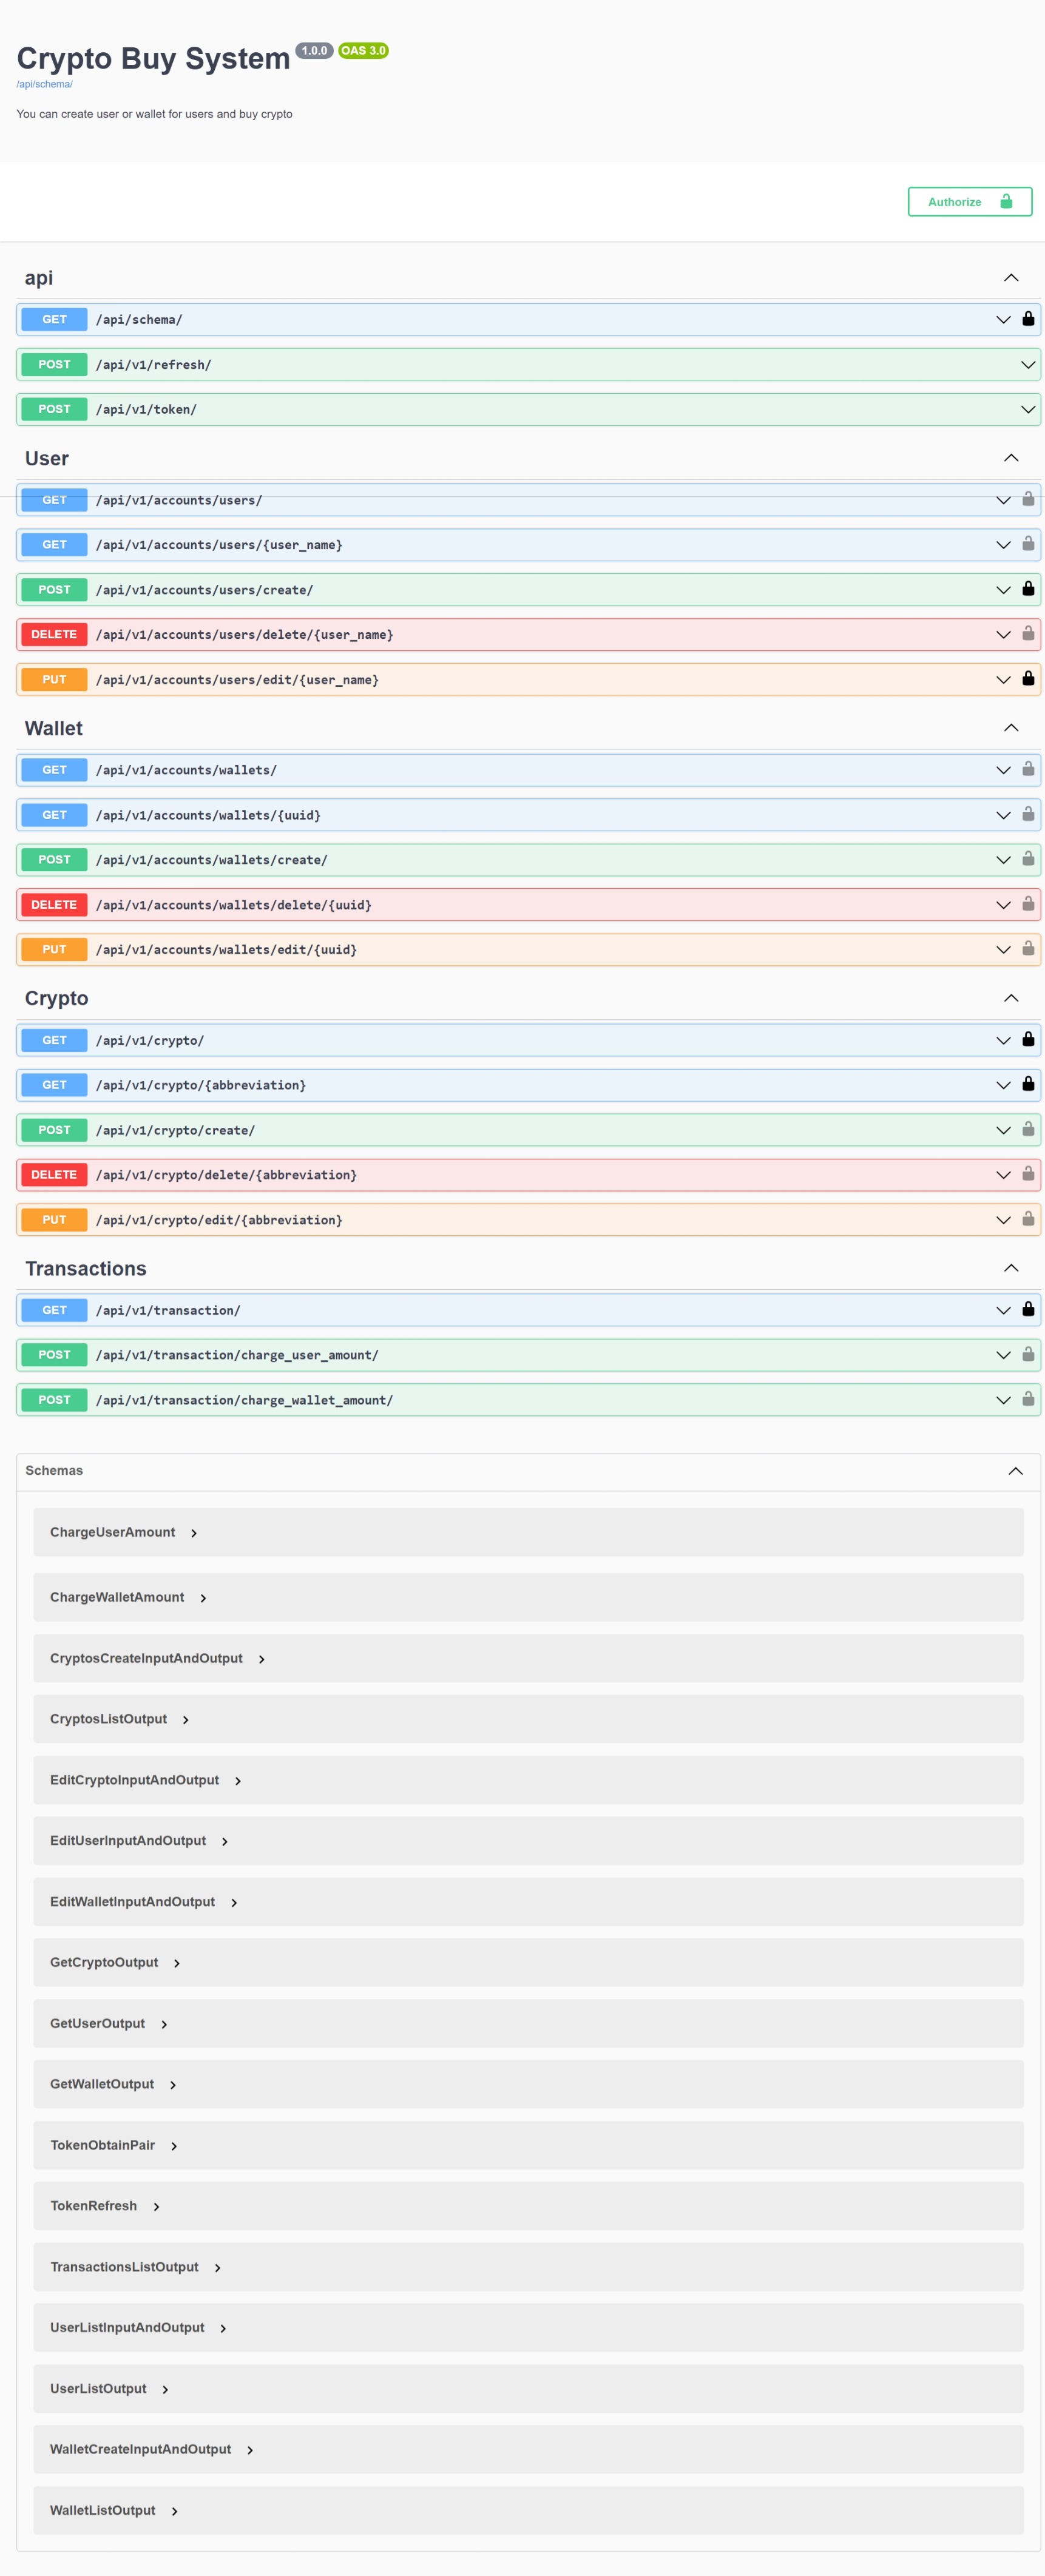 Crypto Buy System 1.0.0 OAS 3.0
/api/schema/
You can create user or wallet for users and buy crypto
Authorize
api
GET /api/schema/
POST /api/v1/refresh/
POST /api/v1/token/
User
GET /api/v1/accounts/users/
GET /api/v1/accounts/users/{user_name}
POST /api/v1/accounts/users/create/
DELETE /api/v1/accounts/users/delete/{user_name}
PUT /api/v1/accounts/users/edit/{user_name}
Wallet
GET /api/v1/accounts/wallets/
GET /api/v1/accounts/wallets/{uuid}
POST /api/v1/accounts/wallets/create/
DELETE /api/v1/accounts/wallets/delete/{uuid}
PUT /api/v1/accounts/wallets/edit/{uuid}
Crypto
GET /api/v1/crypto/
GET /api/v1/crypto/{abbreviation}
POST /api/v1/crypto/create/
DELETE /api/v1/crypto/delete/{abbreviation}
PUT /api/v1/crypto/edit/{abbreviation}
Transactions
GET /api/v1/transaction/
POST /api/v1/transaction/charge_user_amount/
POST /api/v1/transaction/charge_wallet_amount/
Schemas
ChargeUserAmount
ChargeWalletAmount
CryptosCreateInputAndOutput
CryptosListOutput
EditCryptoInputAndOutput
EditUserInputAndOutput
EditWalletInputAndOutput
GetCryptoOutput
GetUserOutput
GetWalletOutput
TokenObtainPair
TokenRefresh
TransactionsListOutput
UserListInputAndOutput
UserListOutput
WalletCreateInputAndOutput
WalletListOutput